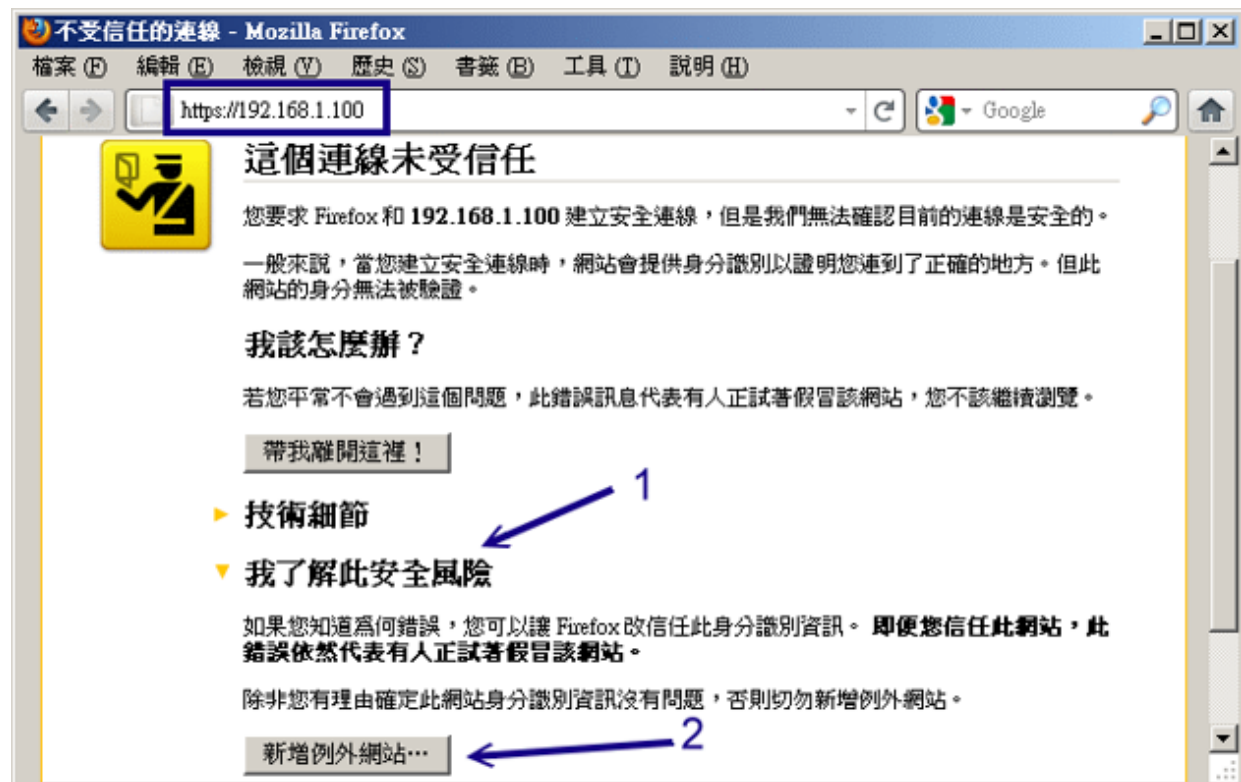 不受信任的連線 - Mozilla Firefox
檔案(F) 編輯(E) 檢視(V) 歷史(S) 書籤(B) 工具(T) 說明(H)
https://192.168.1.100
Google
這個連線未受信任
您要求 Firefox 和 192.168.1.100 建立安全連線，但是我們無法確認目前的連線是安全的。
一般來說，當您建立安全連線時，網站會提供身分識別以證明您連到了正確的地方。但此
網站的身分無法被驗證。
我該怎麼辦？
若您平常不會遇到這個問題，此錯誤訊息代表有人正試著假冒該網站，您不該繼續瀏覽。
帶我離開這裡！
1
技術細節
我了解此安全風險
如果您知道為何錯誤，您可以讓 Firefox 改信任此身分識別資訊。 即便您信任此網站，此
錯誤依然代表有人正試著假冒該網站。
除非您有理由確定此網站身分識別資訊沒有問題，否則切勿新增例外網站。
新增例外網站…
2